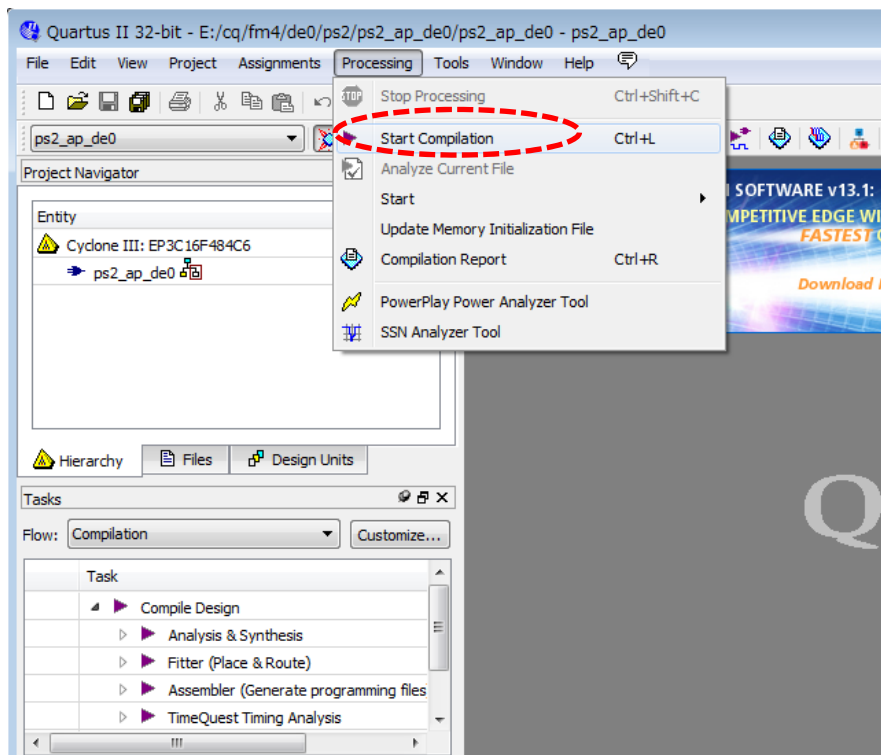 Quartus II 32-bit - E:/cq/fm4/de0/ps2/ps2_ap_de0/ps2_ap_de0 - ps2_ap_de0
File Edit View Project Assignments Processing Tools Window Help
STOP Stop Processing Ctrl+Shift+C
ps2_ap_de0
Start Compilation Ctrl+L
Project Navigator
Analyze Current File
SOFTWARE v13.1:
Start
Entity
Update Memory Initialization File
FASTEST
Cyclone III: EP3C16F484C6
Compilation Report Ctrl+R
ps2_ap_de0
Download
PowerPlay Power Analyzer Tool
SSN Analyzer Tool
Hierarchy Files Design Units
Tasks
Flow: Compilation Customize...
Task
Compile Design
Analysis & Synthesis
Fitter (Place & Route)
Assembler (Generate programming files
TimeQuest Timing Analysis